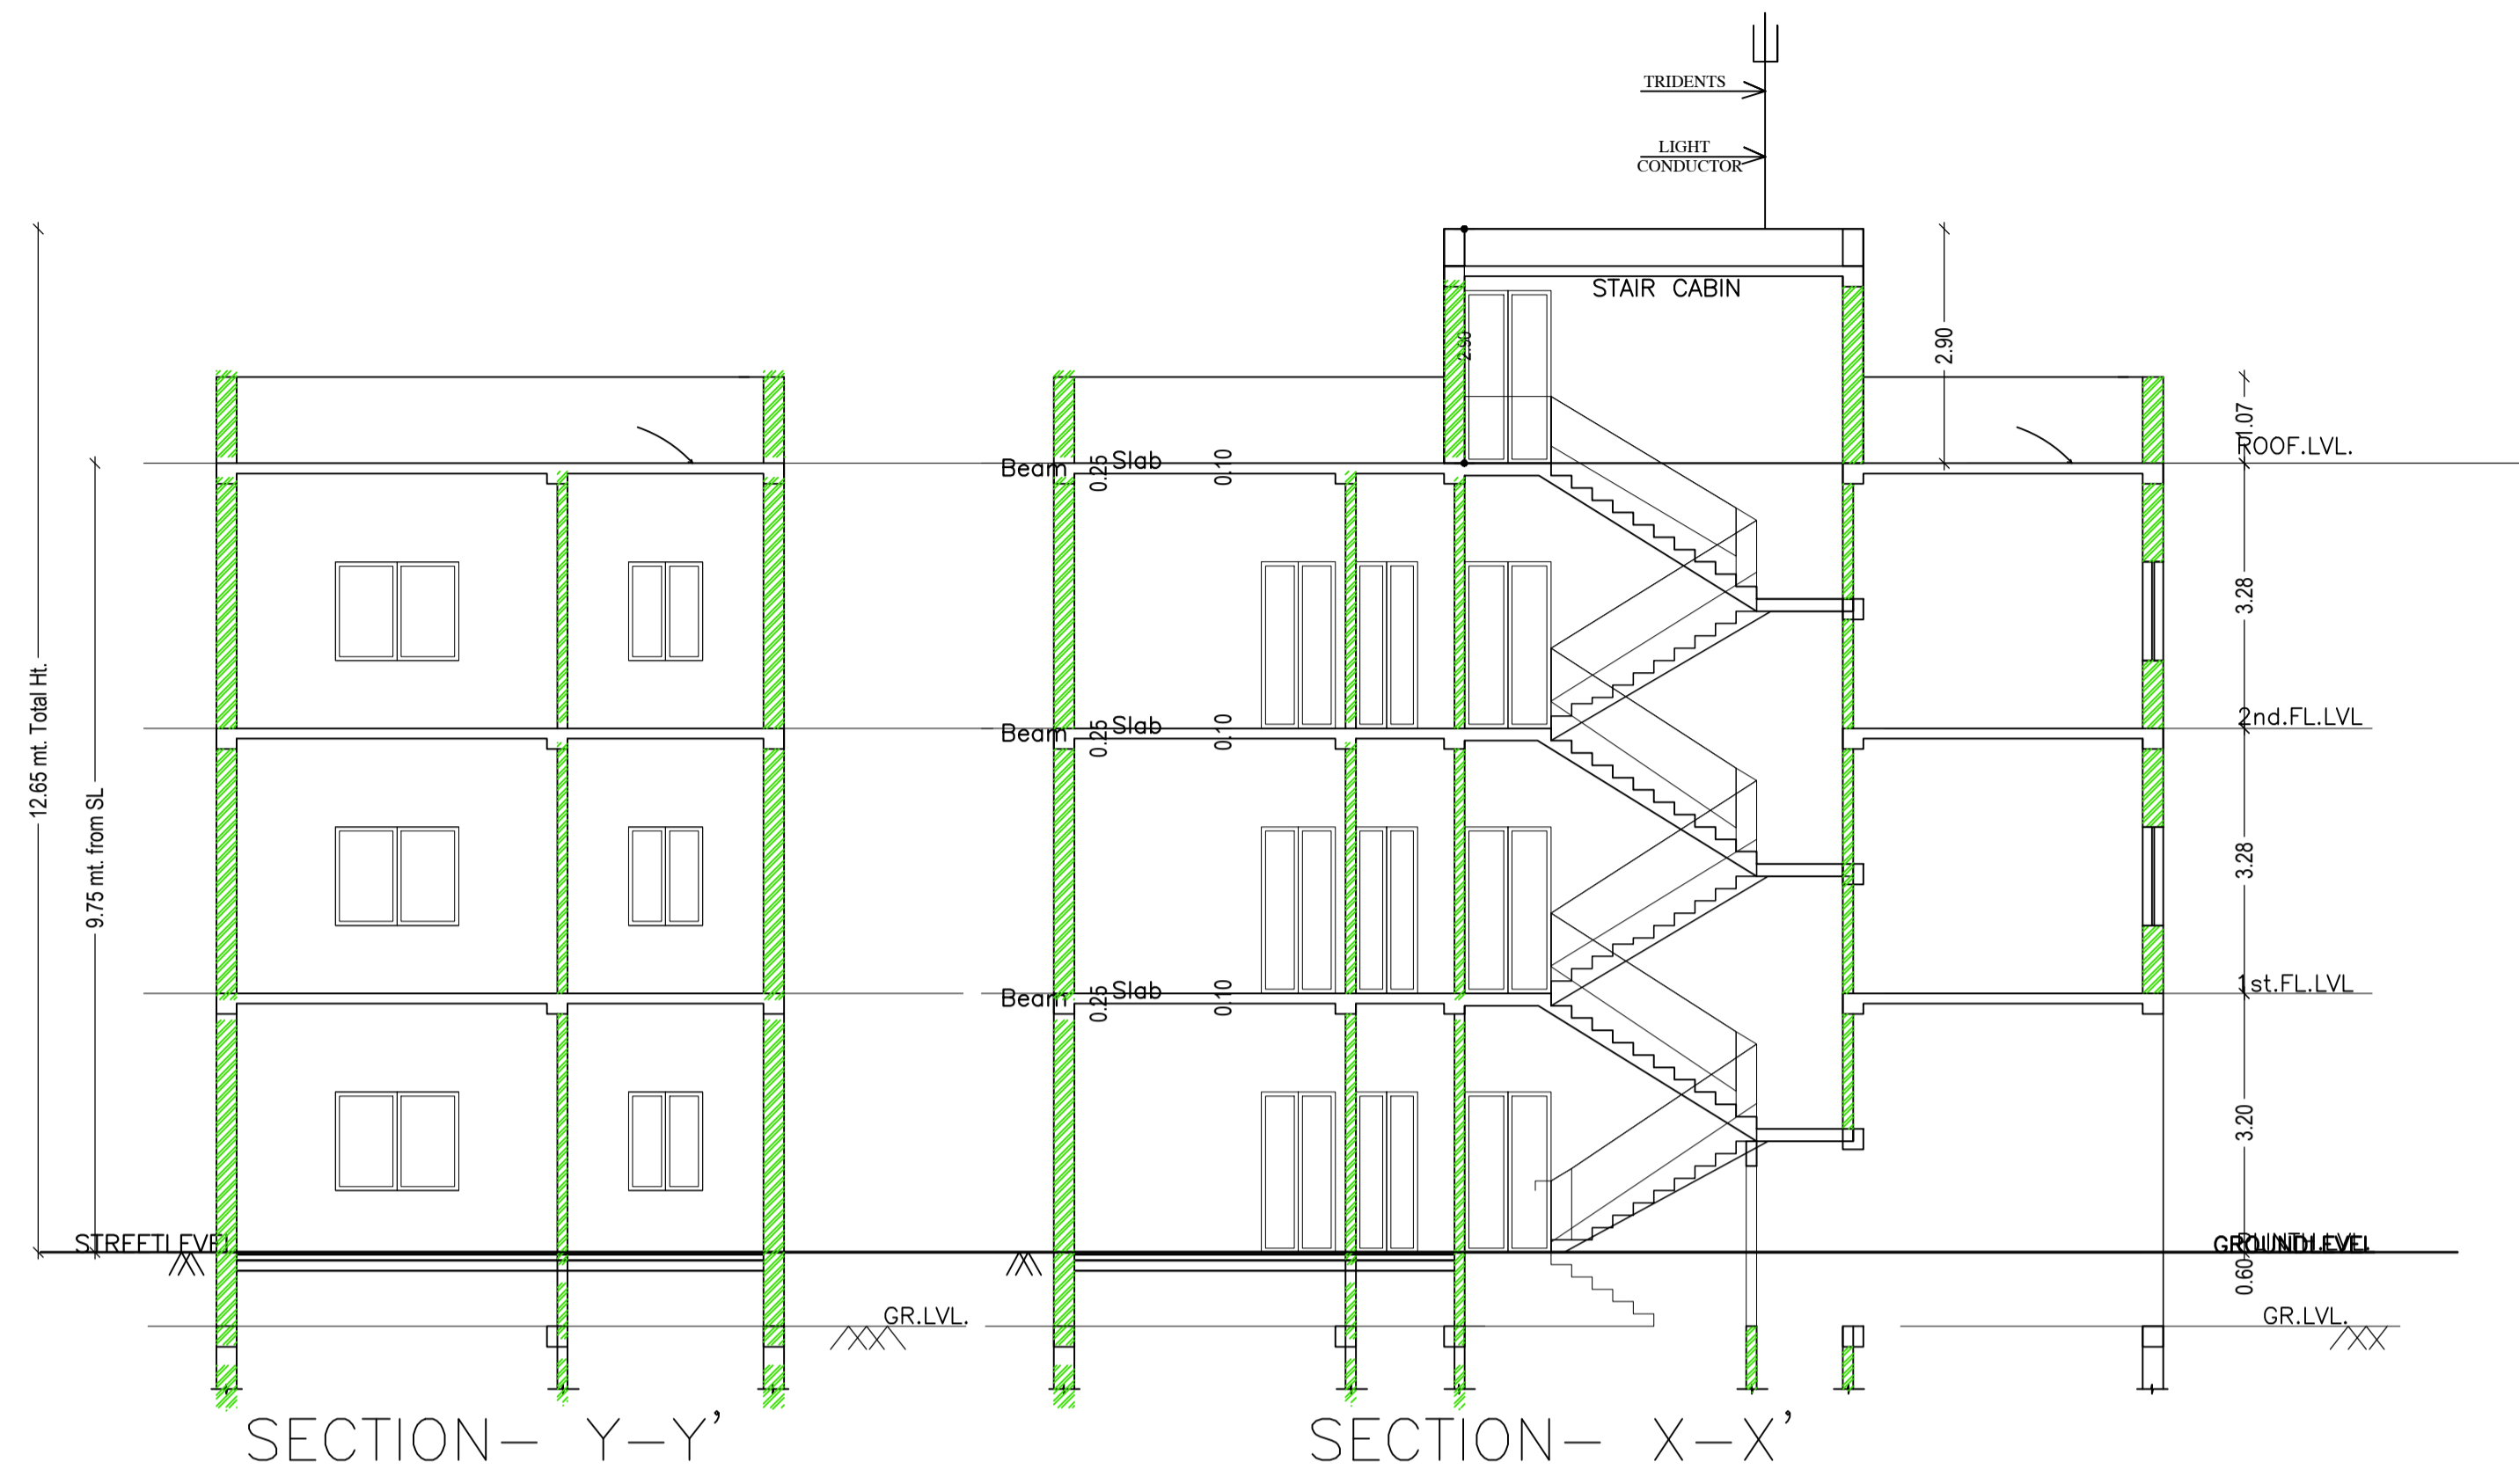 TRIDENTS
LIGHT
CONDUCTOR
STAIR CABIN
2.90
2.90
1.07
ROOF.LVL.
Beam
0.25
Slab
0.10
3.28
12.65 mt. Total Ht.
9.75 mt. from SL
2nd.FL.LVL
Beam
0.25
Slab
0.10
3.28
1st.FL.LVL
Beam
0.25
Slab
0.10
3.20
STREETLEVEL
GROUNDLEVEL
0.60
GR.LVL.
GR.LVL.
SECTION– Y–Y'
SECTION– X–X'